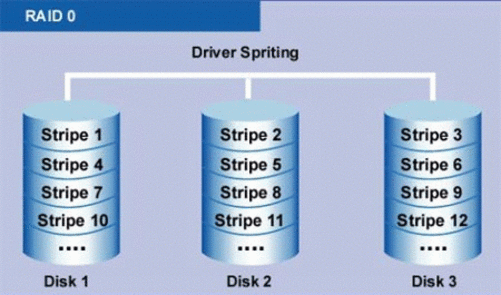 RAID 0
Driver Spriting
Stripe 1 Stripe 2 Stripe 3
Stripe 4 Stripe 5 Stripe 6
Stripe 7 Stripe 8 Stripe 9
Stripe 10 Stripe 11 Stripe 12
.... .... ....
Disk 1 Disk 2 Disk 3